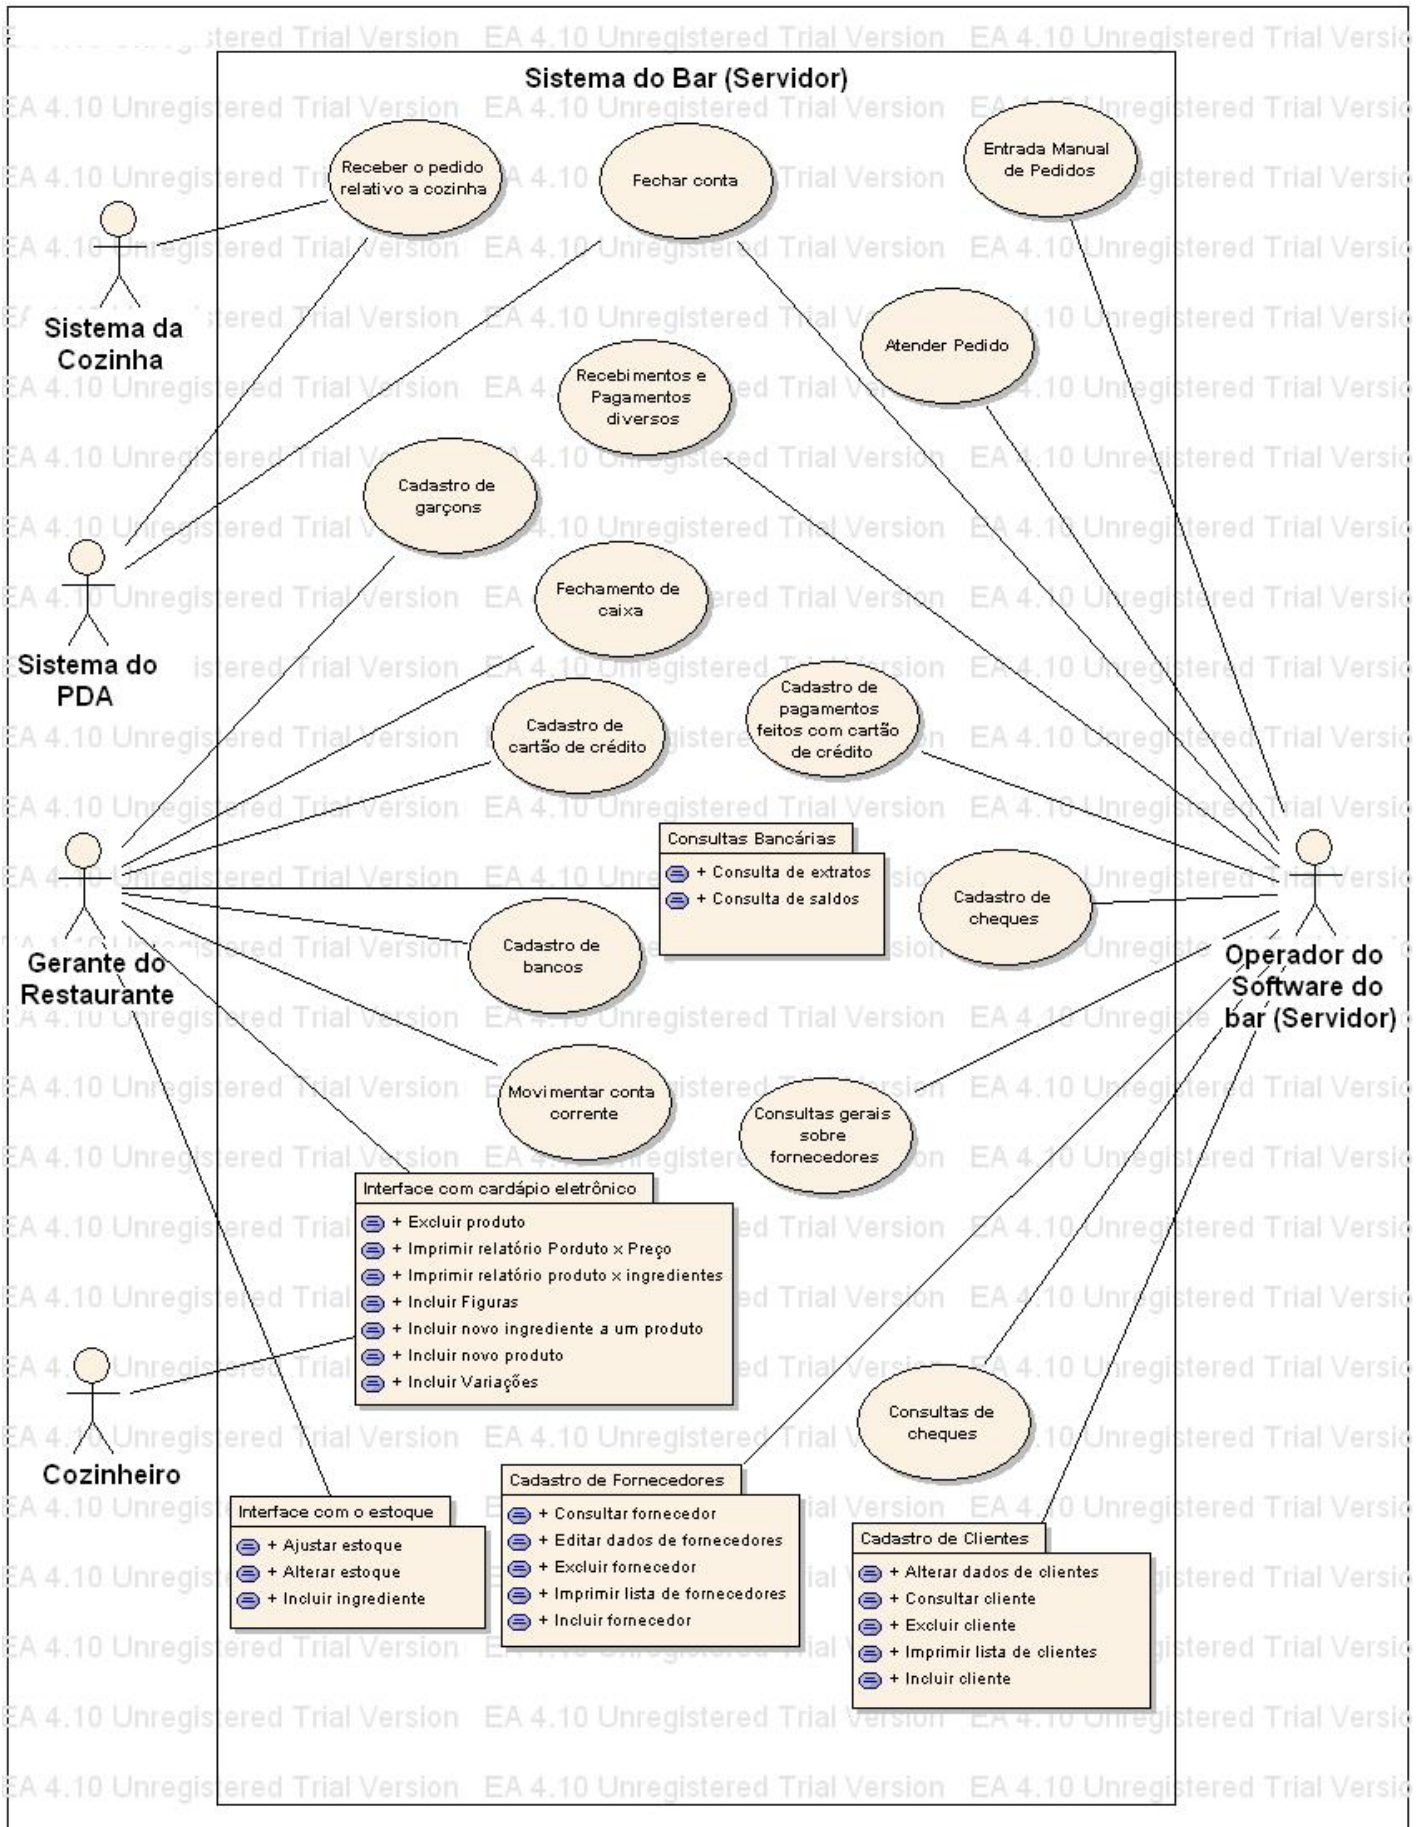 EA 4.10 Unregistered Trial Version
Sistema do Bar (Servidor)
Receber o pedido
relativo a cozinha
Fechar conta
Entrada Manual
de Pedidos
Sistema da
Cozinha
Atender Pedido
Recebimentos e
Pagamentos
diversos
Cadastro de
garçons
Fechamento de
caixa
Sistema do
PDA
Cadastro de
cartão de crédito
Cadastro de
pagamentos
feitos com cartão
de crédito
Consultas Bancárias
+ Consulta de extratos
+ Consulta de saldos
Cadastro de
cheques
Gerante do
Restaurante
Cadastro de
bancos
Operador do
Software do
bar (Servidor)
Movimentar conta
corrente
Consultas gerais
sobre
fornecedores
Interface com cardápio eletrônico
+ Excluir produto
+ Imprimir relatório Porduto x Preço
+ Imprimir relatório produto x ingredientes
+ Incluir Figuras
+ Incluir novo ingrediente a um produto
+ Incluir novo produto
+ Incluir Variações
Cozinheiro
Consultas de
cheques
Interface com o estoque
+ Ajustar estoque
+ Alterar estoque
+ Incluir ingrediente
Cadastro de Fornecedores
+ Consultar fornecedor
+ Editar dados de fornecedores
+ Excluir fornecedor
+ Imprimir lista de fornecedores
+ Incluir fornecedor
Cadastro de Clientes
+ Alterar dados de clientes
+ Consultar cliente
+ Excluir cliente
+ Imprimir lista de clientes
+ Incluir cliente